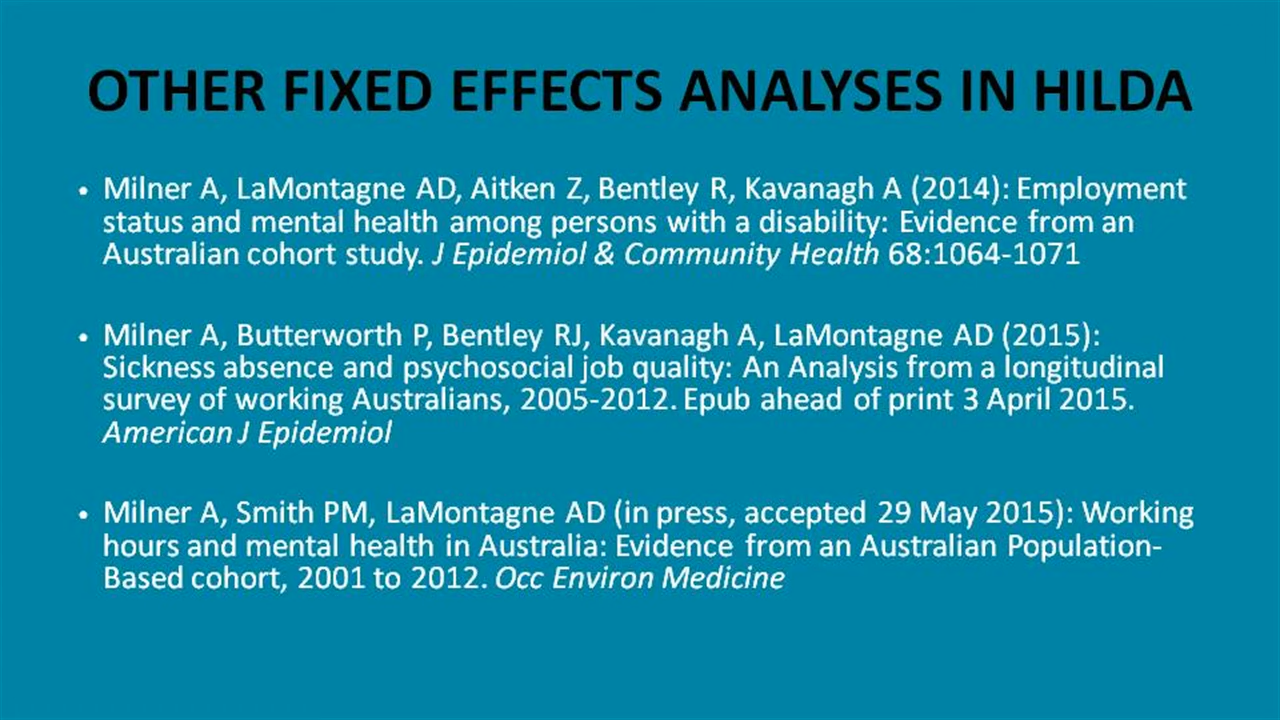 OTHER FIXED EFFECTS ANALYSES IN HILDA
• Milner A, LaMontagne AD, Aitken Z, Bentley R, Kavanagh A (2014): Employment
status and mental health among persons with a disability: Evidence from an
Australian cohort study. J Epidemiol & Community Health 68:1064-1071
• Milner A, Butterworth P, Bentley RJ, Kavanagh A, LaMontagne AD (2015):
Sickness absence and psychosocial job quality: An Analysis from a longitudinal
survey of working Australians, 2005-2012. Epub ahead of print 3 April 2015.
American J Epidemiol
• Milner A, Smith PM, LaMontagne AD (in press, accepted 29 May 2015): Working
hours and mental health in Australia: Evidence from an Australian Population-
Based cohort, 2001 to 2012. Occ Environ Medicine